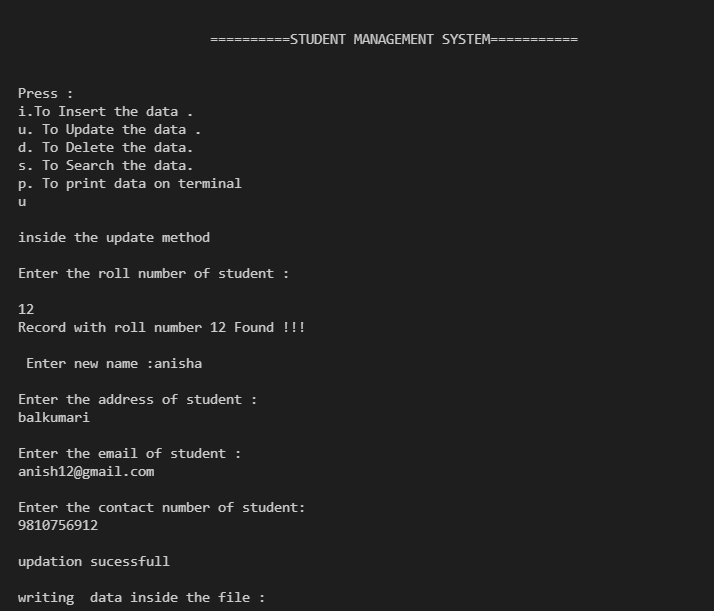 ==========STUDENT MANAGEMENT SYSTEM===========
Press :
i.To Insert the data .
u. To Update the data .
d. To Delete the data.
s. To Search the data.
p. To print data on terminal
u
inside the update method
Enter the roll number of student :
12
Record with roll number 12 Found !!!
Enter new name :anisha
Enter the address of student :
balkumari
Enter the email of student :
anish12@gmail.com
Enter the contact number of student:
9810756912
updation sucessfull
writing  data inside the file :